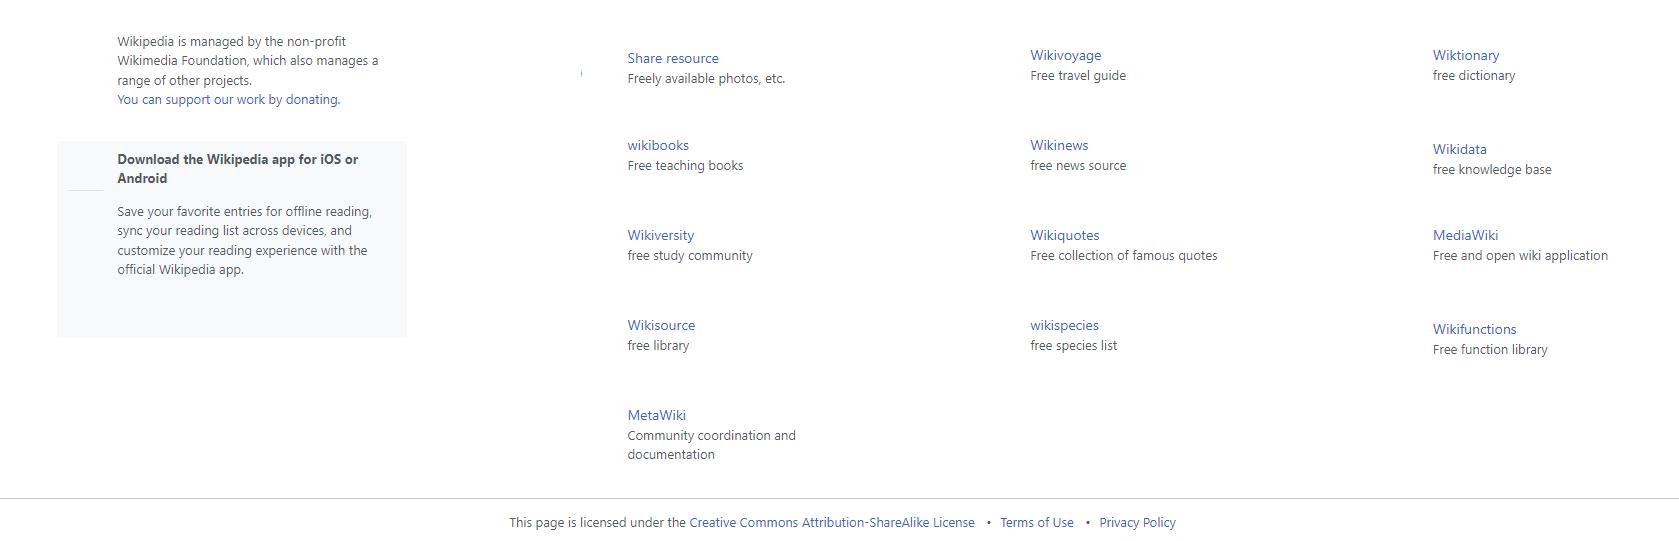 Wikipedia is managed by the non-profit
Wikimedia Foundation, which also manages a
range of other projects.
You can support our work by donating.
Download the Wikipedia app for iOS or
Android
Save your favorite entries for offline reading,
sync your reading list across devices, and
customize your reading experience with the
official Wikipedia app.
Share resource
Freely available photos, etc.
Wikivoyage
Free travel guide
Wiktionary
free dictionary
wikibooks
Free teaching books
Wikinews
free news source
Wikidata
free knowledge base
Wikiversity
free study community
Wikiquotes
Free collection of famous quotes
MediaWiki
Free and open wiki application
Wikisource
free library
wikispecies
free species list
Wikifunctions
Free function library
MetaWiki
Community coordination and
documentation
This page is licensed under the Creative Commons Attribution-ShareAlike License • Terms of Use • Privacy Policy